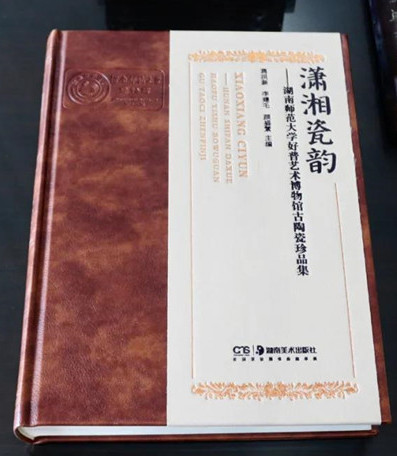 潇湘瓷韵
——湖南师范大学好普艺术博物馆古陶瓷珍品集
主编
XIAOXIANG CIYUN
——HUNAN SHIFAN DAXUE
HAOPU YISHU BOWUGUAN
GU TAOCI ZHENPINJI
湖南美术出版社